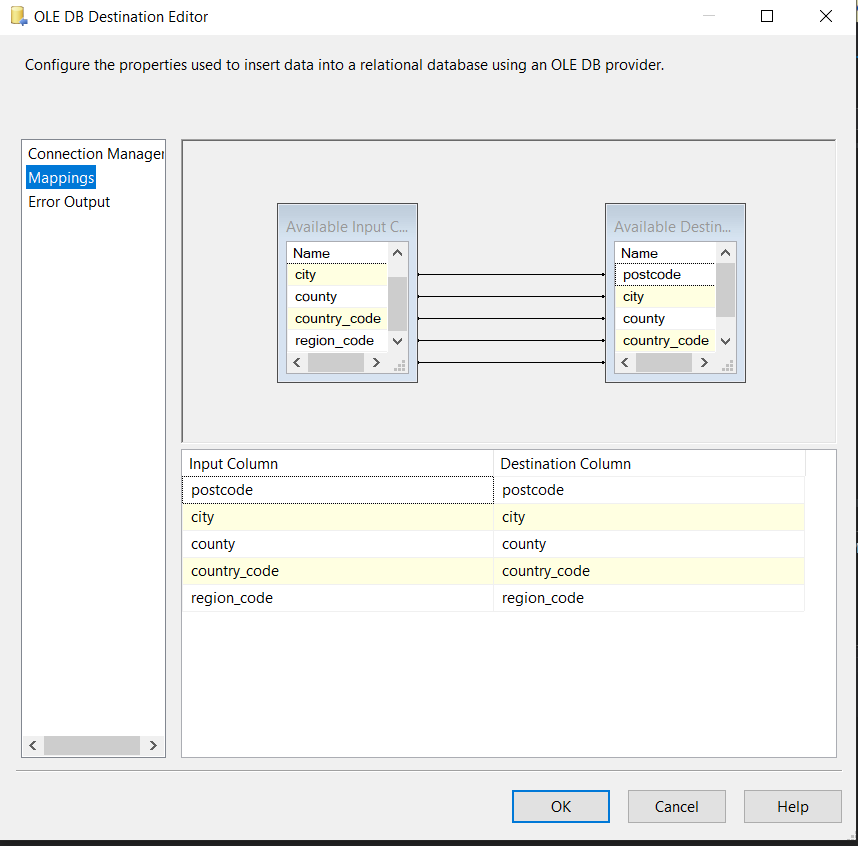 OLE DB Destination Editor
Configure the properties used to insert data into a relational database using an OLE DB provider.
Connection Manager
Mappings
Error Output
Available Input C...
Name
city
county
country_code
region_code
Available Destin...
Name
postcode
city
county
country_code
Input Column Destination Column
postcode postcode
city city
county county
country_code country_code
region_code region_code
OK Cancel Help